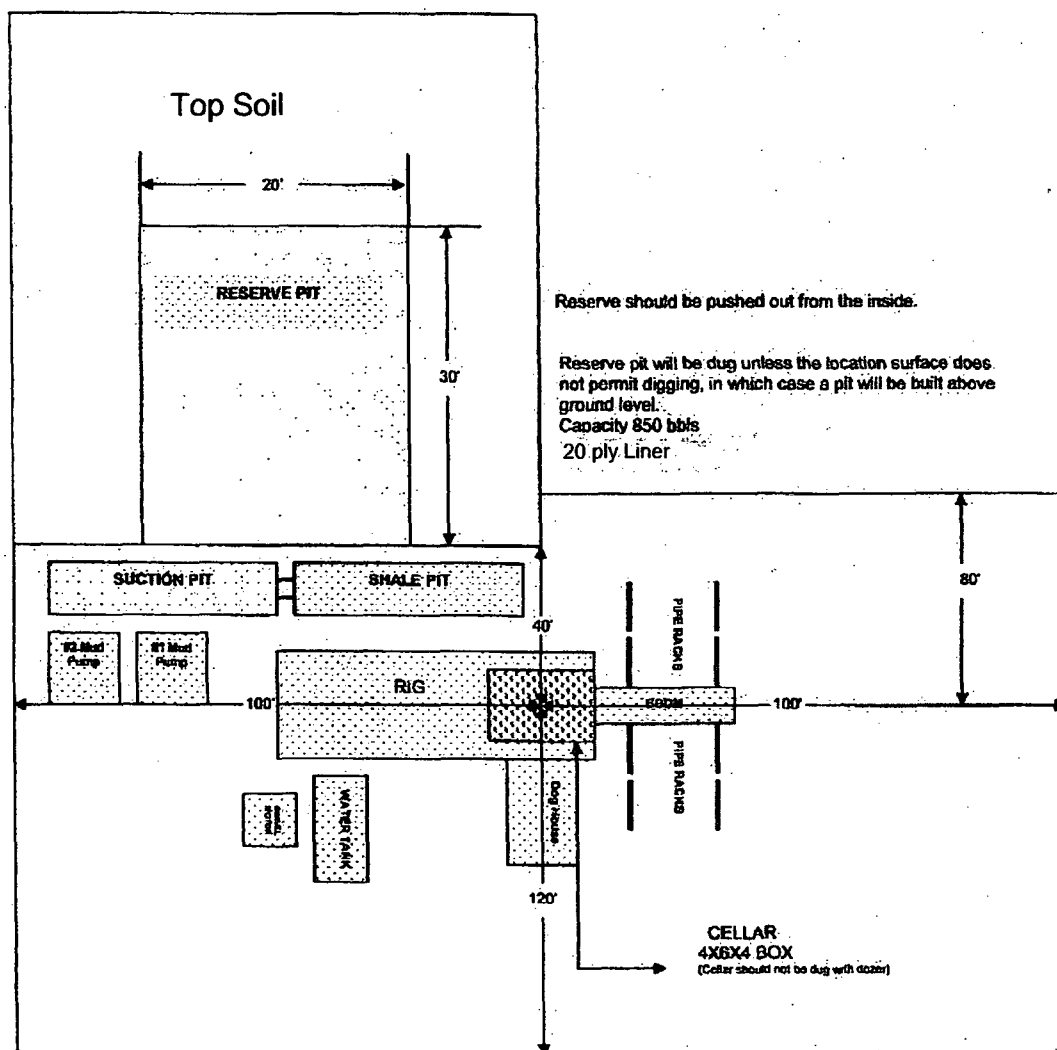 Top Soil
20'
RESERVE PIT
30'
Reserve should be pushed out from the inside.
Reserve pit will be dug unless the location surface does
not permit digging, in which case a pit will be built above
ground level.
Capacity 850 bbls
20 ply Liner
80'
SUCTION PIT
SHALE PIT
40'
#2 Mud
Pump
#1 Mud
Pump
PIPE RACKS
RIG
100'
100'
PIPE RACKS
WATER TANK
Dog House
120'
CELLAR
4X6X4 BOX
(Cellar should not be dug with dozer)